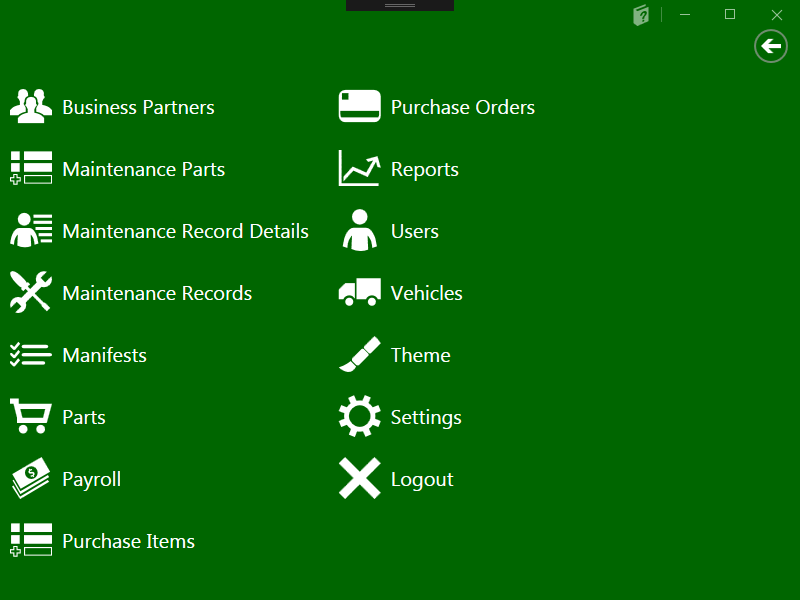 Business Partners
Maintenance Parts
Maintenance Record Details
Maintenance Records
Manifests
Parts
Payroll
Purchase Items
Purchase Orders
Reports
Users
Vehicles
Theme
Settings
Logout